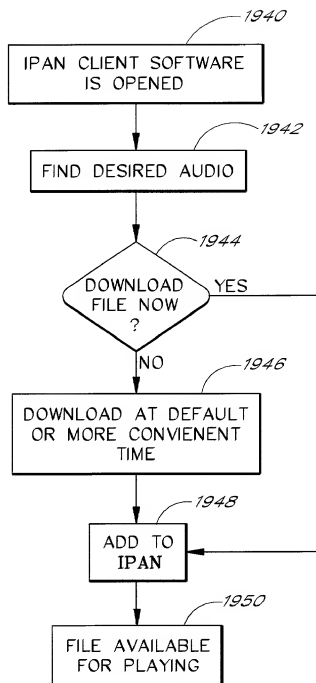 1940
IPAN CLIENT SOFTWARE
IS OPENED
1942
FIND DESIRED AUDIO
1944
DOWNLOAD
FILE NOW
?
YES
NO
1946
DOWNLOAD AT DEFAULT
OR MORE CONVIENENT
TIME
1948
ADD TO
IPAN
1950
FILE AVAILABLE
FOR PLAYING